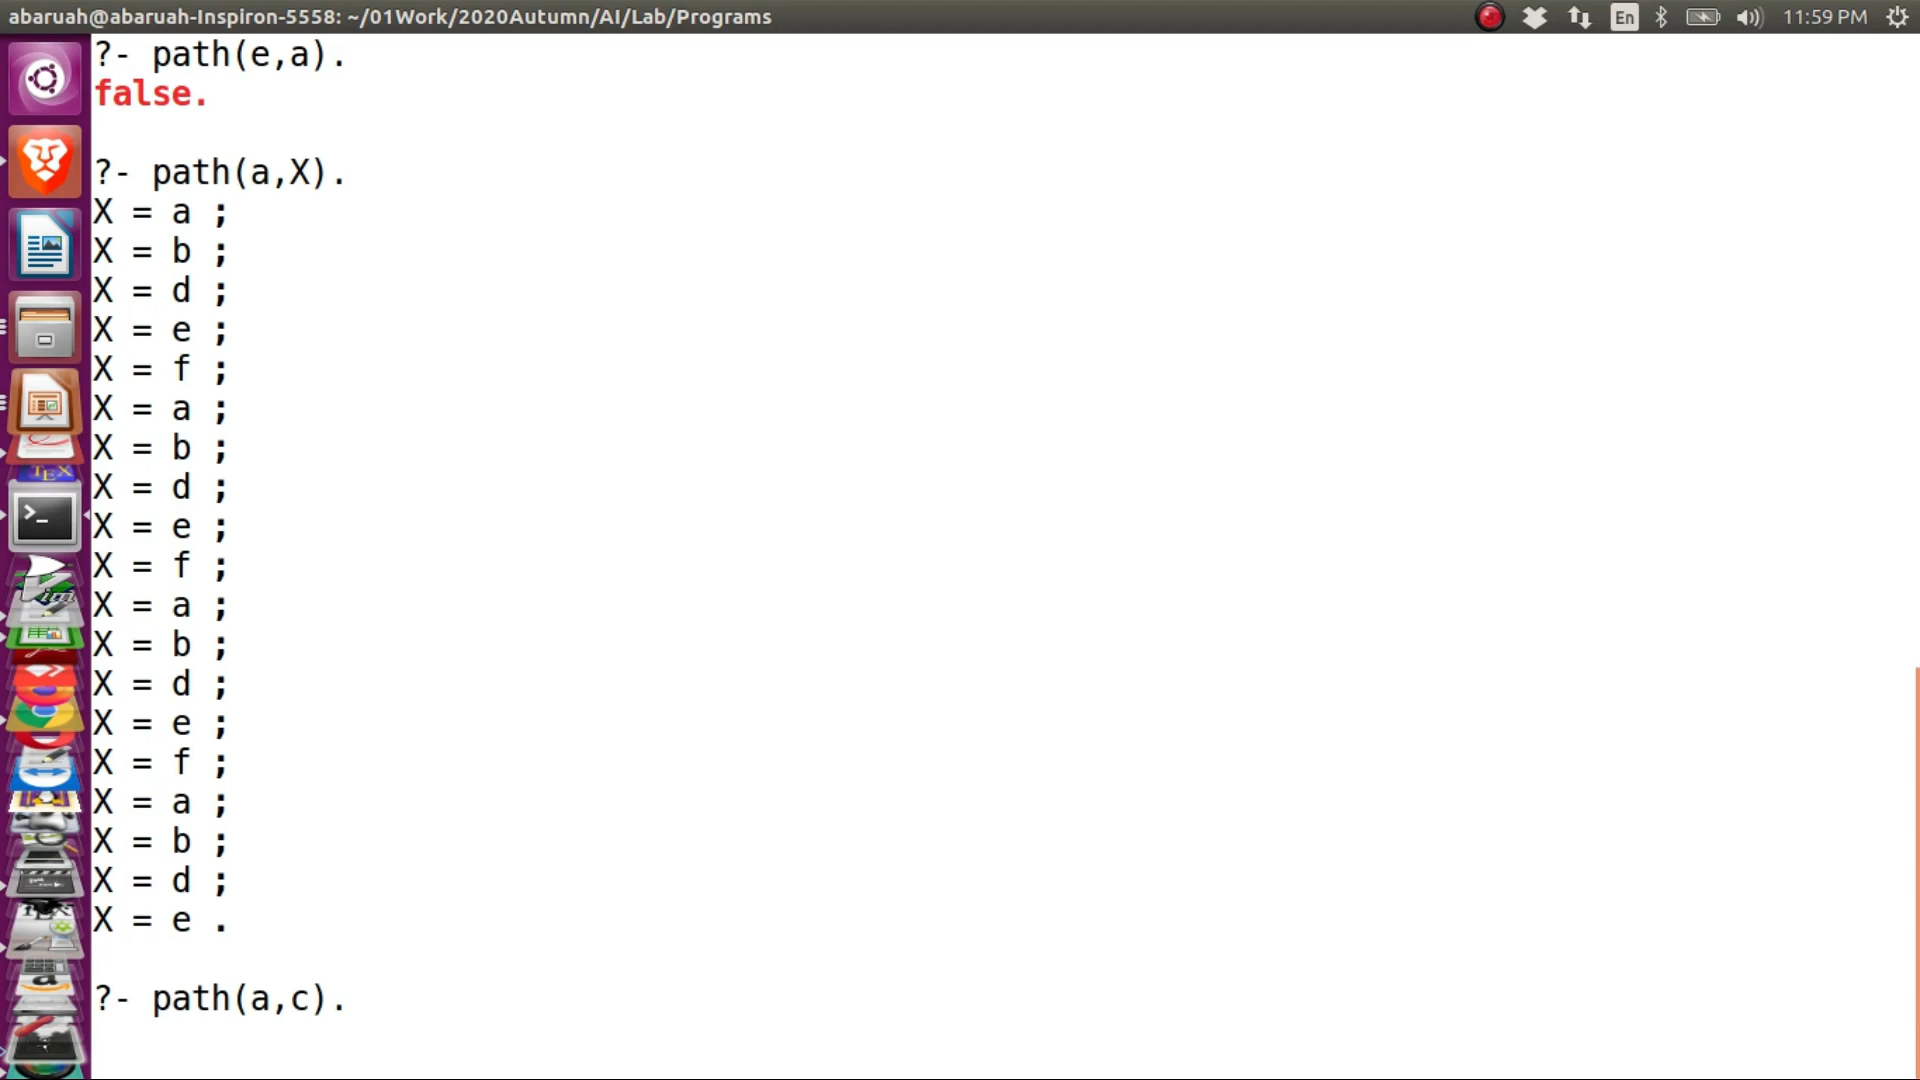 abaruah@abaruah-Inspiron-5558: ~/01Work/2020Autumn/AI/Lab/Programs
En
11:59 PM
?- path(e,a).
false.
?- path(a,X).
X = a ;
X = b ;
X = d ;
X = e ;
X = f ;
X = a ;
X = b ;
X = d ;
X = e ;
X = f ;
X = a ;
X = b ;
X = d ;
X = e ;
X = f ;
X = a ;
X = b ;
X = d ;
X = e .
?- path(a,c).